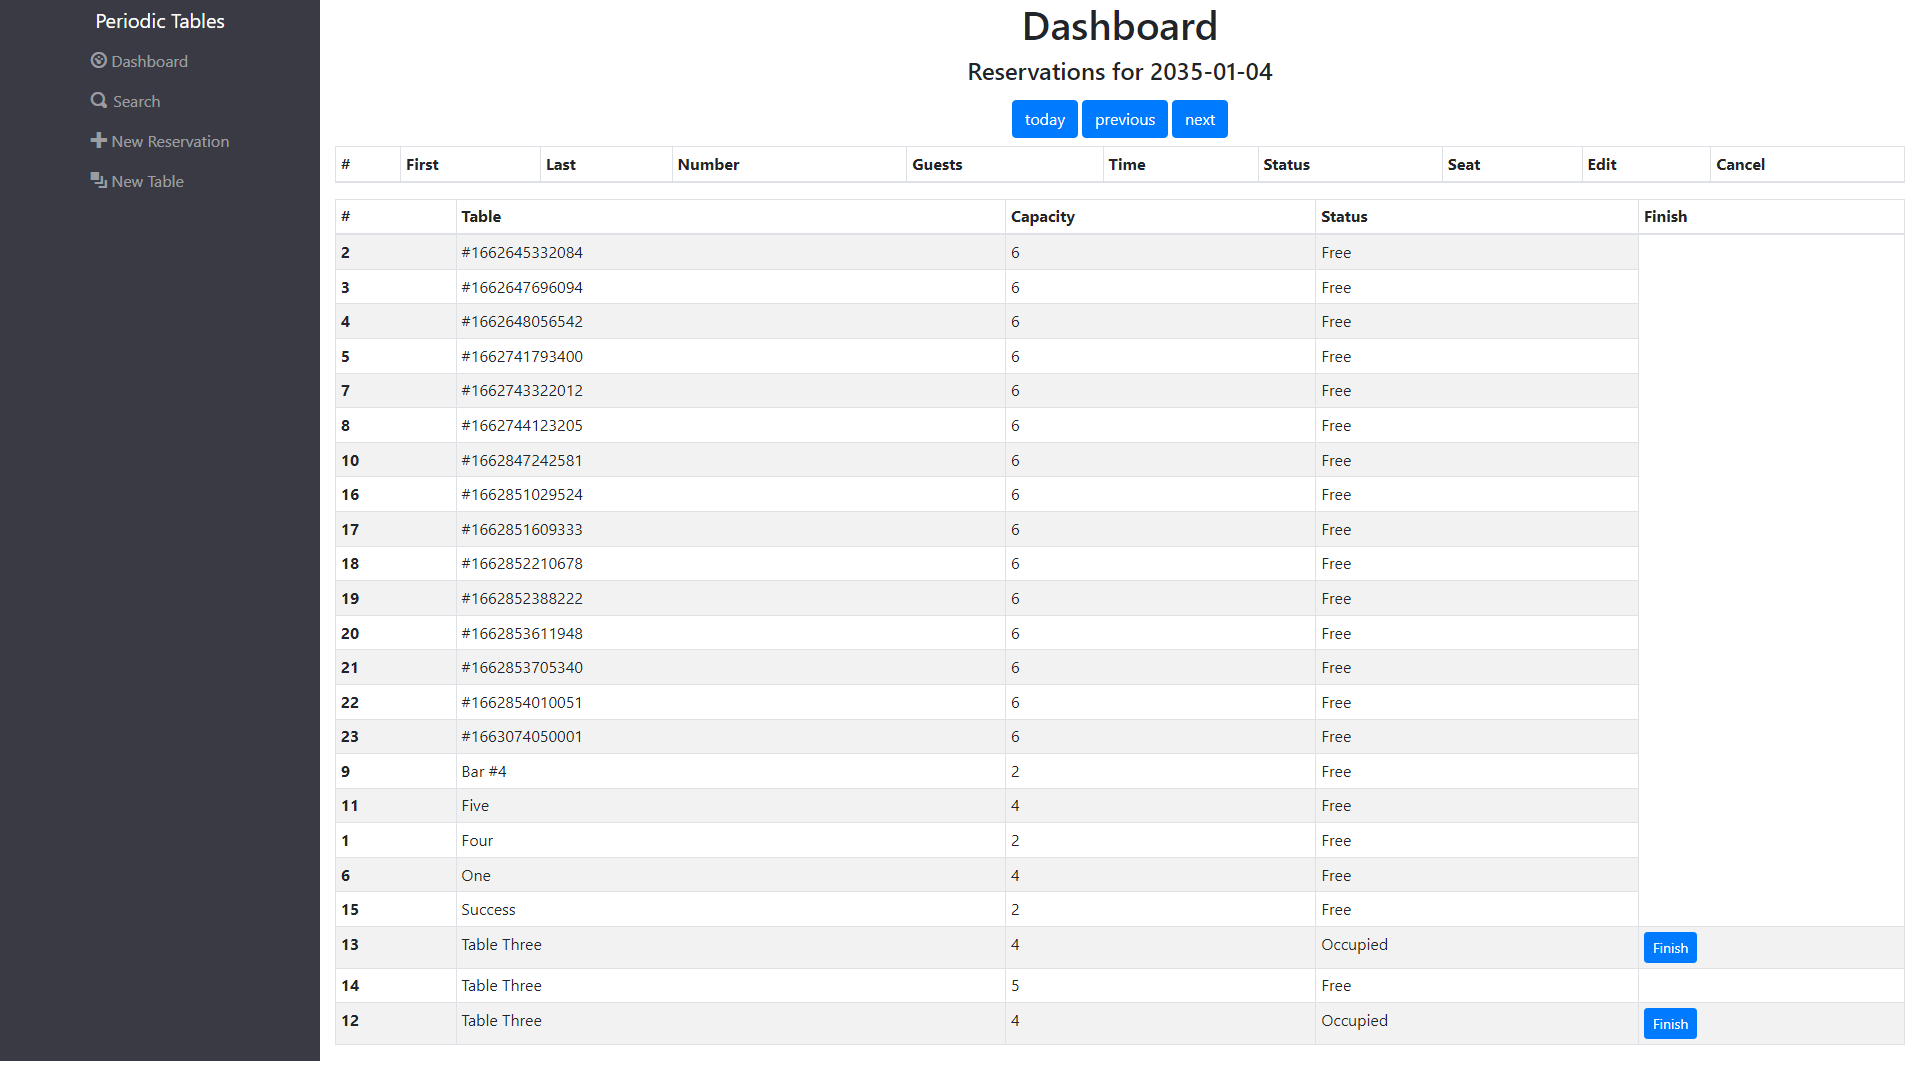 Periodic Tables
Dashboard
Search
New Reservation
New Table
Dashboard
Reservations for 2035-01-04
today previous next
# First Last Number Guests Time Status Seat Edit Cancel
# Table Capacity Status Finish
2 #1662645332084 6 Free
3 #1662647696094 6 Free
4 #1662648056542 6 Free
5 #1662741793400 6 Free
7 #1662743322012 6 Free
8 #1662744123205 6 Free
10 #1662847242581 6 Free
16 #1662851029524 6 Free
17 #1662851609333 6 Free
18 #1662852210678 6 Free
19 #1662852388222 6 Free
20 #1662853611948 6 Free
21 #1662853705340 6 Free
22 #1662854010051 6 Free
23 #1663074050001 6 Free
9 Bar #4 2 Free
11 Five 4 Free
1 Four 2 Free
6 One 4 Free
15 Success 2 Free
13 Table Three 4 Occupied Finish
14 Table Three 5 Free
12 Table Three 4 Occupied Finish